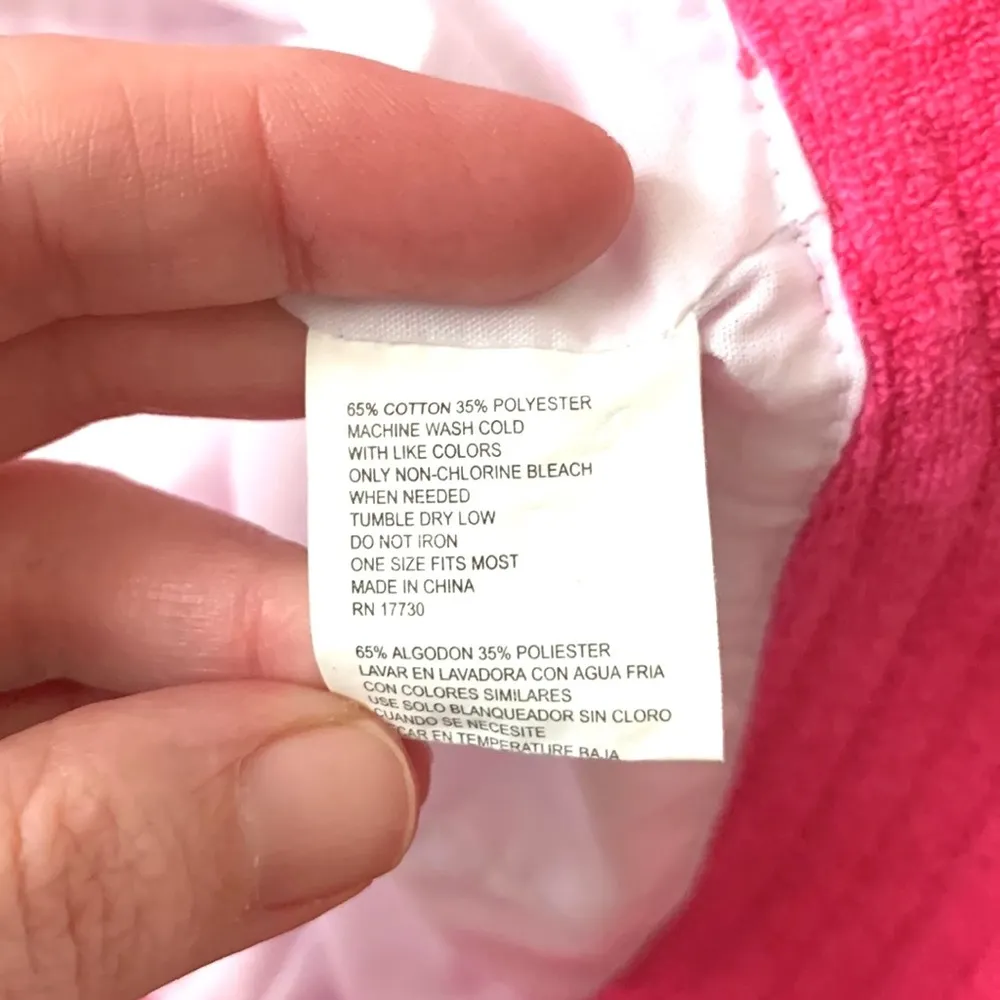 65% COTTON 35% POLYESTER
MACHINE WASH COLD
WITH LIKE COLORS
ONLY NON-CHLORINE BLEACH
WHEN NEEDED
TUMBLE DRY LOW
DO NOT IRON
ONE SIZE FITS MOST
MADE IN CHINA
RN 17730
65% ALGODON 35% POLIESTER
LAVAR EN LAVADORA CON AGUA FRIA
CON COLORES SIMILARES
USE SOLO BLANQUEADOR SIN CLORO
CUANDO SE NECESITE
EN TEMPERATURE BAJA